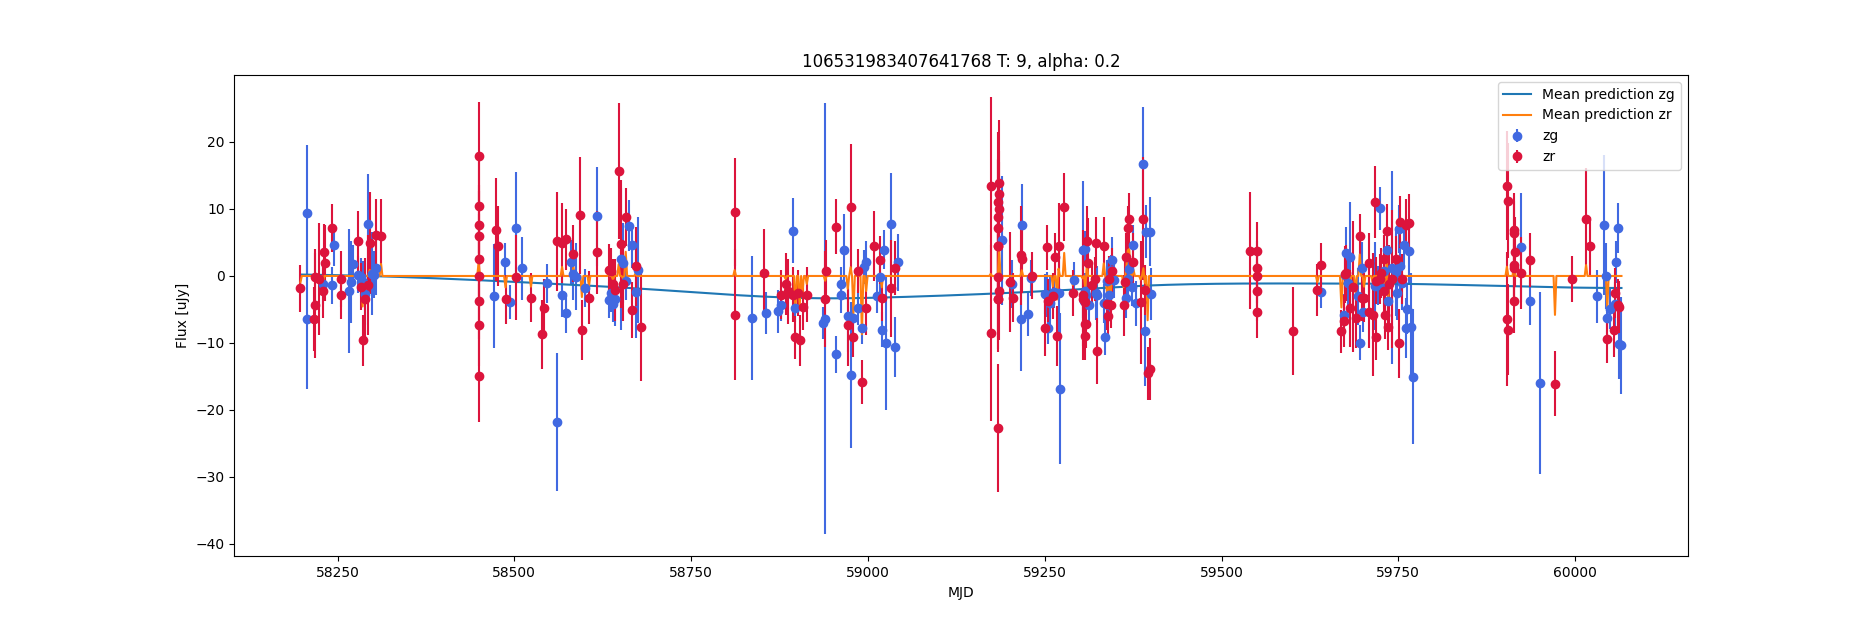 106531983407641768 T: 9, alpha: 0.2
Mean prediction zg
Mean prediction zr
zg
zr
Flux [uJy]
20
10
0
−10
−20
−30
−40
58250 58500 58750 59000 59250 59500 59750 60000
MJD